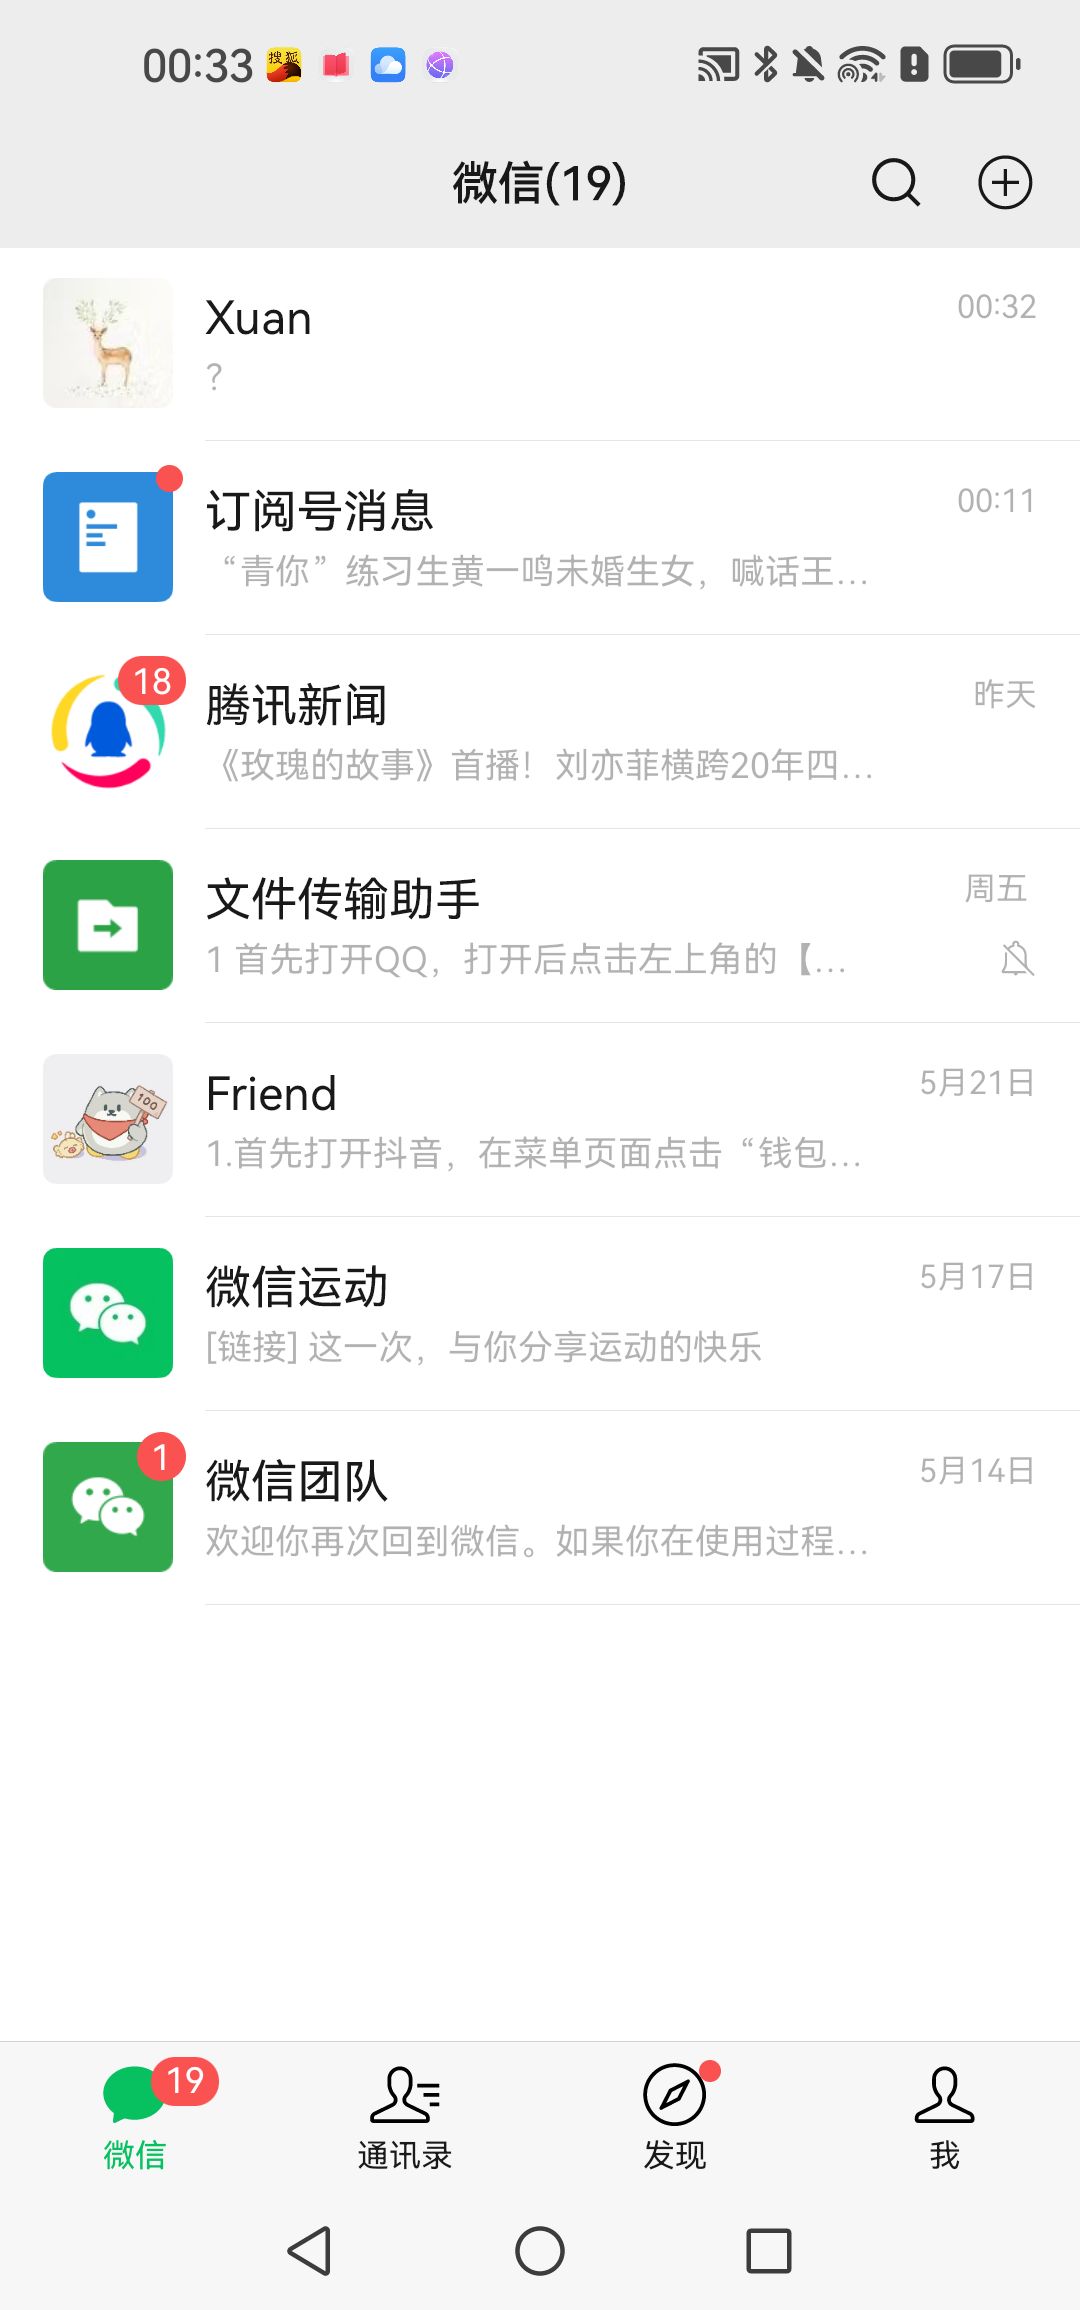 00:33 搜狐
微信(19)
Xuan
00:32
?
订阅号消息
00:11
“青你”练习生黄一鸣未婚生女，喊话王...
18
腾讯新闻
昨天
《玫瑰的故事》首播！刘亦菲横跨20年四...
文件传输助手
周五
1 首先打开QQ，打开后点击左上角的【...
100
Friend
5月21日
1.首先打开抖音，在菜单页面点击“钱包...
微信运动
5月17日
[链接] 这一次，与你分享运动的快乐
1
微信团队
5月14日
欢迎你再次回到微信。如果你在使用过程...
19
微信
通讯录
发现
我